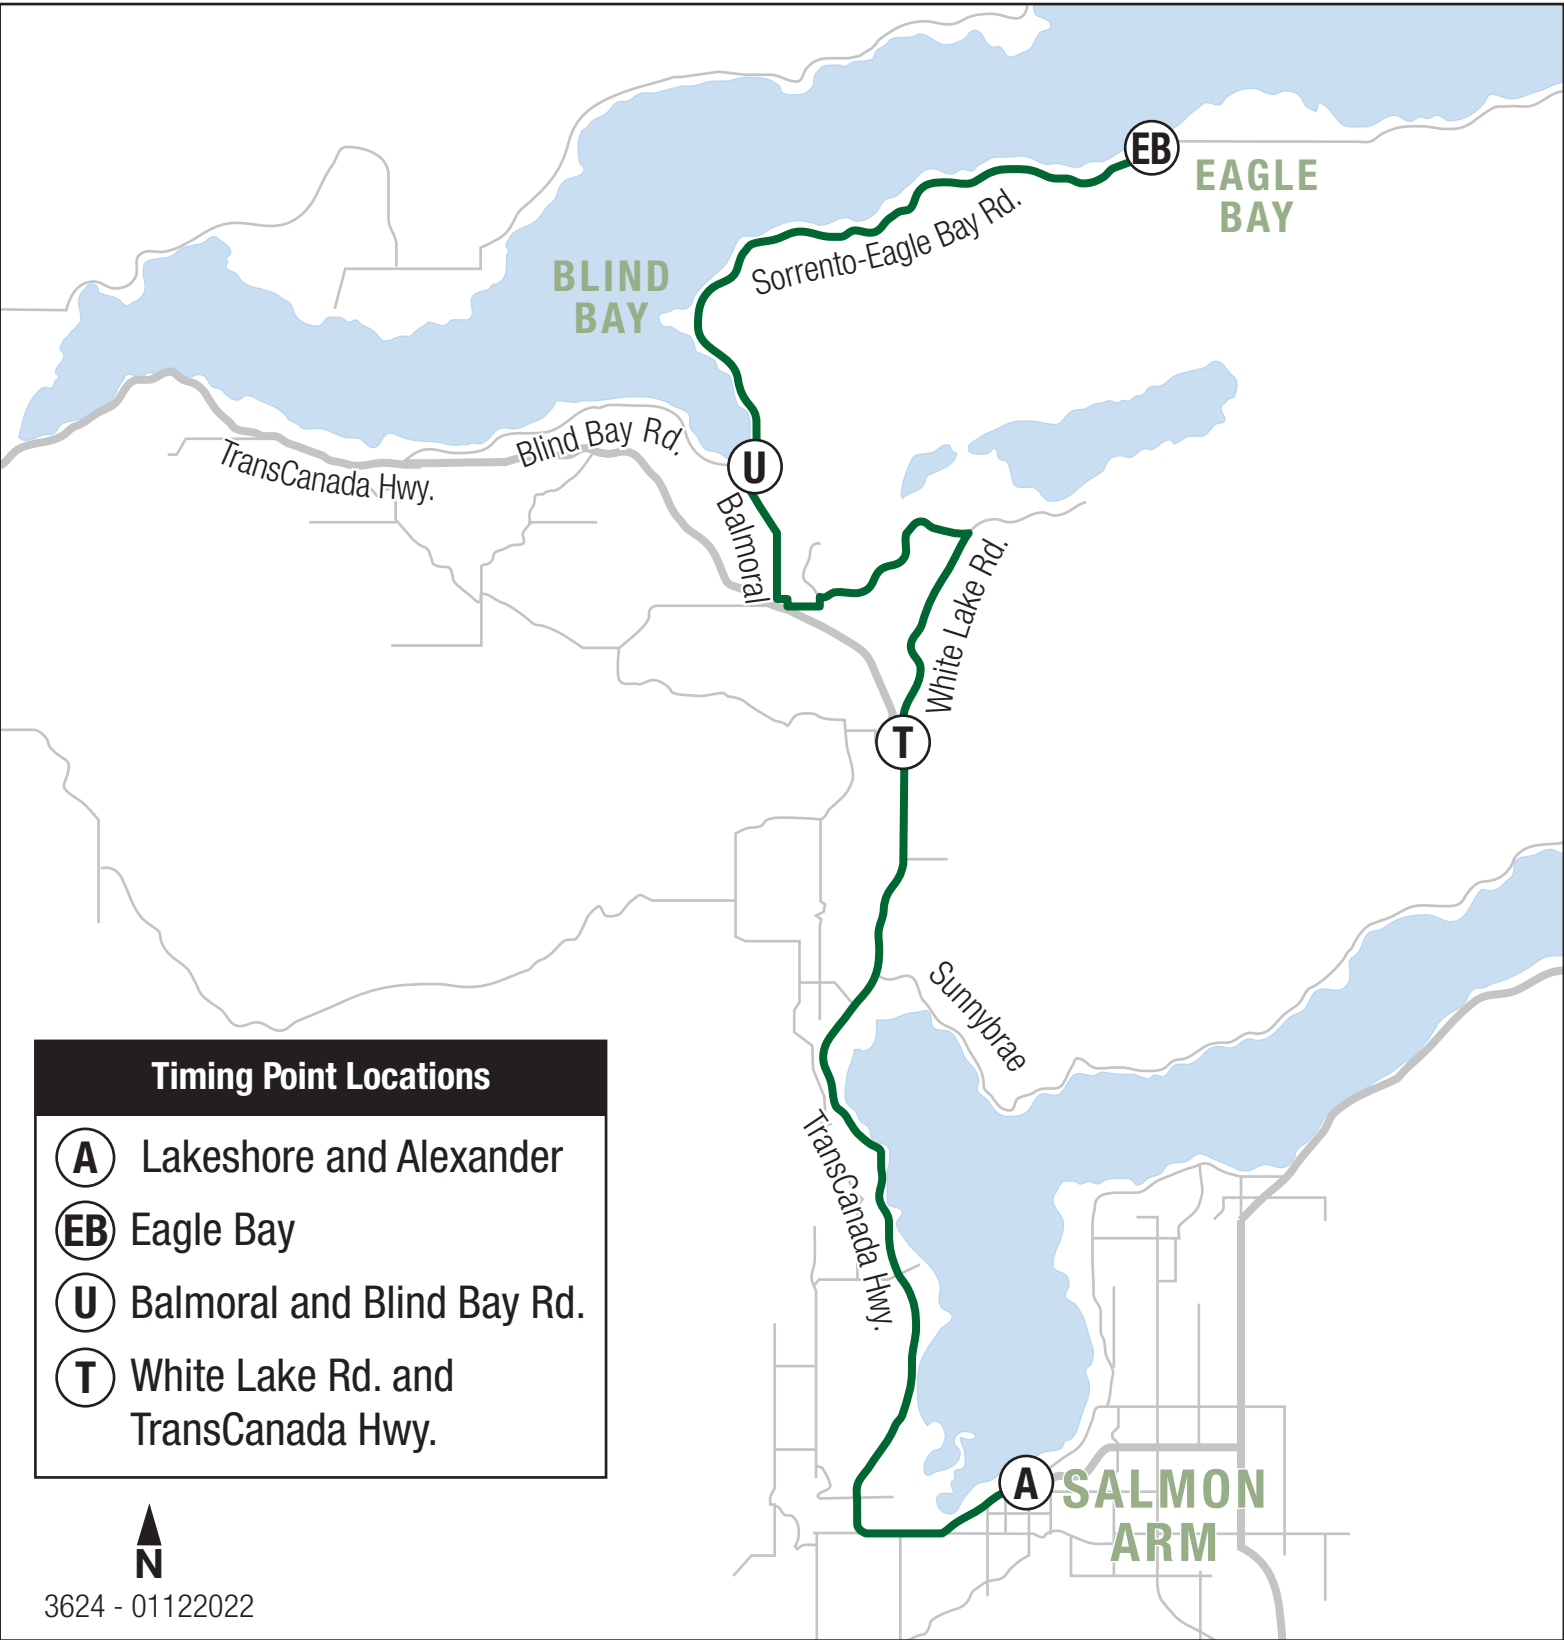 EB
EAGLE
BAY
Sorrento-Eagle Bay Rd.
BLIND
BAY
Blind Bay Rd.
TransCanada Hwy.
U
Balmoral
White Lake Rd.
T
Sunnybrae
TransCanada Hwy.
A
SALMON
ARM
Timing Point Locations
A Lakeshore and Alexander
EB Eagle Bay
U Balmoral and Blind Bay Rd.
T White Lake Rd. and
TransCanada Hwy.
N
3624 - 01122022